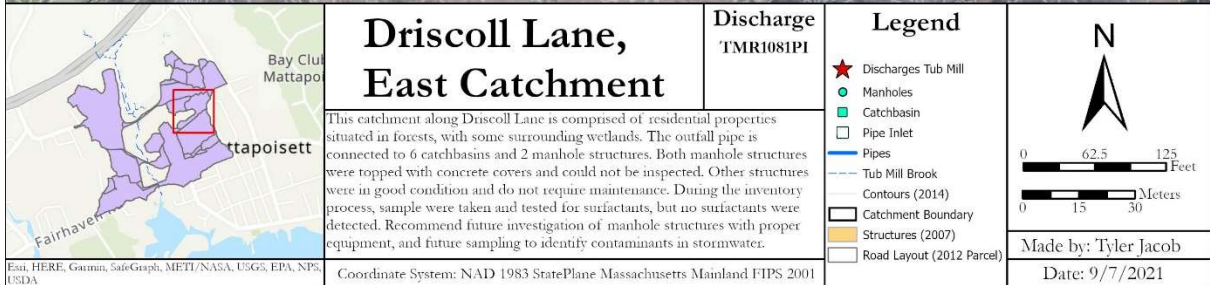 Bay Club
Mattapoi
ttapoisett
Fairhaven
Esri, HERE, Garmin, SafeGraph, METI/NASA, USGS, EPA, NPS,
USDA
Driscoll Lane,
East Catchment
Discharge
TMR1081PI
This catchment along Driscoll Lane is comprised of residential properties
situated in forests, with some surrounding wetlands. The outfall pipe is
connected to 6 catchbasins and 2 manhole structures. Both manhole structures
were topped with concrete covers and could not be inspected. Other structures
were in good condition and do not require maintenance. During the inventory
process, sample were taken and tested for surfactants, but no surfactants were
detected. Recommend future investigation of manhole structures with proper
equipment, and future sampling to identify contaminants in stormwater.
Coordinate System: NAD 1983 StatePlane Massachusetts Mainland FIPS 2001
Legend
Discharges Tub Mill
Manholes
Catchbasin
Pipe Inlet
Pipes
Tub Mill Brook
Contours (2014)
Catchment Boundary
Structures (2007)
Road Layout (2012 Parcel)
N
0 62.5 125
Feet
Meters
0 15 30
Made by: Tyler Jacob
Date: 9/7/2021